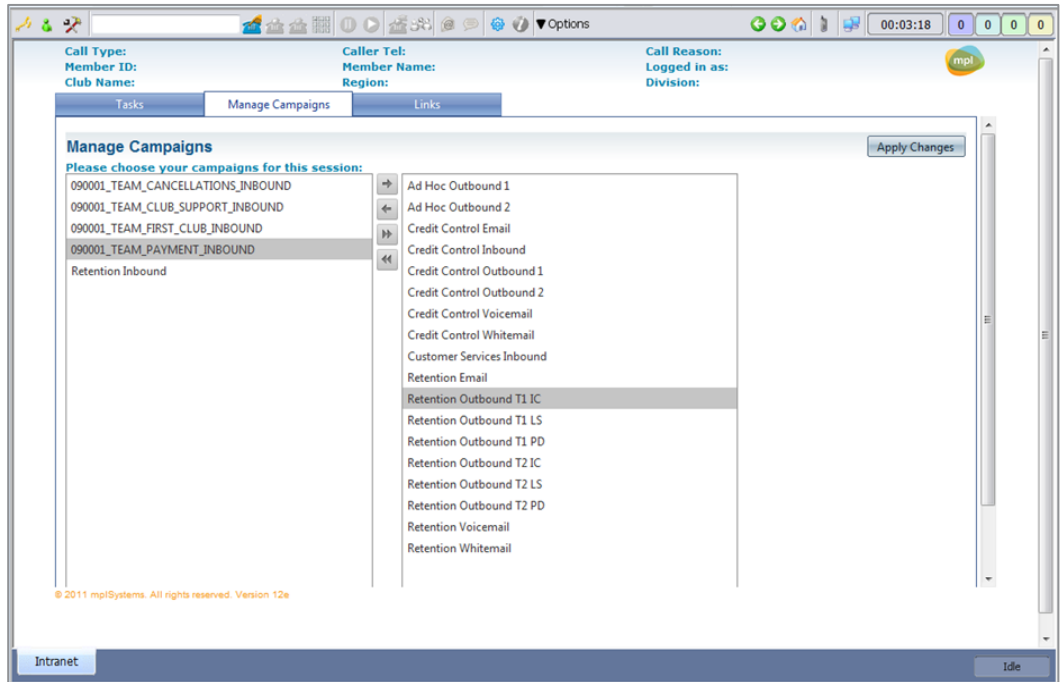 ▼Options
00:03:18
0
0
0
0
Call Type:
Caller Tel:
Call Reason:
Member ID:
Member Name:
Logged in as:
Club Name:
Region:
Division:
mpl
Tasks
Manage Campaigns
Links
Manage Campaigns
Apply Changes
Please choose your campaigns for this session:
090001_TEAM_CANCELLATIONS_INBOUND
090001_TEAM_CLUB_SUPPORT_INBOUND
090001_TEAM_FIRST_CLUB_INBOUND
090001_TEAM_PAYMENT_INBOUND
Retention Inbound
Ad Hoc Outbound 1
Ad Hoc Outbound 2
Credit Control Email
Credit Control Inbound
Credit Control Outbound 1
Credit Control Outbound 2
Credit Control Voicemail
Credit Control Whitemail
Customer Services Inbound
Retention Email
Retention Outbound T1 IC
Retention Outbound T1 LS
Retention Outbound T1 PD
Retention Outbound T2 IC
Retention Outbound T2 LS
Retention Outbound T2 PD
Retention Voicemail
Retention Whitemail
© 2011 mplSystems. All rights reserved. Version 12e
Intranet
Idle